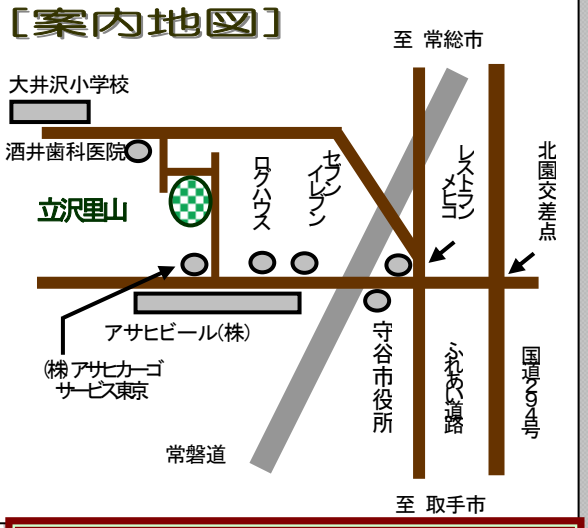 [案内地図]
至 常総市
大井沢小学校
酒井歯科医院
立沢里山
ログハウス
セブン
イレブン
レストラン
メヒコ
北園交差点
アサヒビール(株)
(株)アサヒカーゴ
サービス東京
守谷市役所
ふれあい道路
国道294号
常磐道
至 取手市